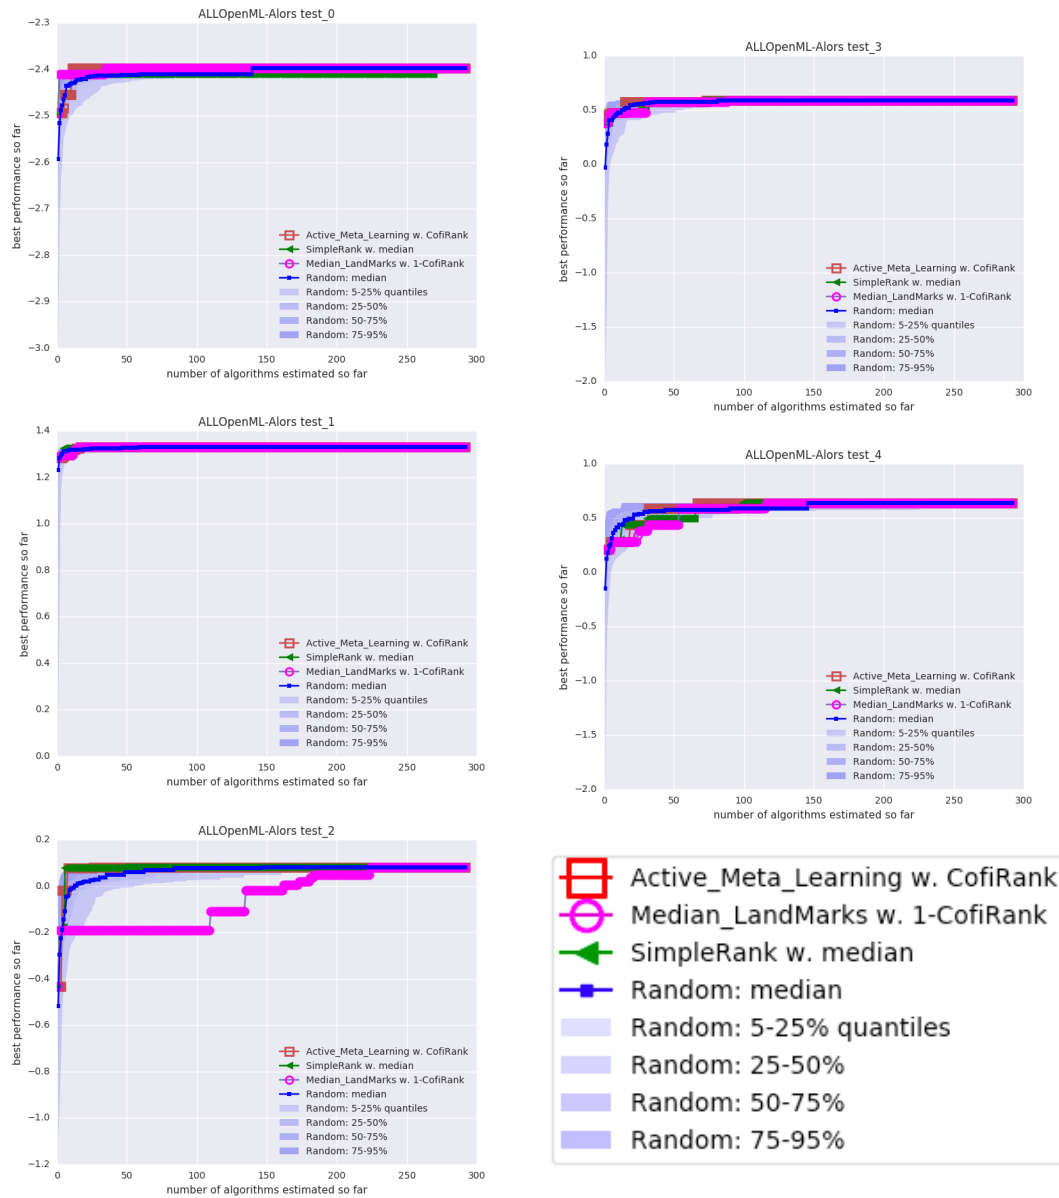 ALLOpenML-Alors test_0
−2.3
−2.4
−2.5
−2.6
−2.7
−2.8
−2.9
−3.0
best performance so far
Active_Meta_Learning w. CofiRank
SimpleRank w. median
Median_LandMarks w. 1-CofiRank
Random: median
Random: 5-25% quantiles
Random: 25-50%
Random: 50-75%
Random: 75-95%
0 50 100 150 200 250 300
number of algorithms estimated so far
ALLOpenML-Alors test_3
1.0
0.5
0.0
−0.5
−1.0
−1.5
−2.0
best performance so far
Active_Meta_Learning w. CofiRank
SimpleRank w. median
Median_LandMarks w. 1-CofiRank
Random: median
Random: 5-25% quantiles
Random: 25-50%
Random: 50-75%
Random: 75-95%
0 50 100 150 200 250 300
number of algorithms estimated so far
ALLOpenML-Alors test_1
1.4
1.2
1.0
0.8
0.6
0.4
0.2
0.0
best performance so far
Active_Meta_Learning w. CofiRank
SimpleRank w. median
Median_LandMarks w. 1-CofiRank
Random: median
Random: 5-25% quantiles
Random: 25-50%
Random: 50-75%
Random: 75-95%
0 50 100 150 200 250 300
number of algorithms estimated so far
ALLOpenML-Alors test_4
1.0
0.5
0.0
−0.5
−1.0
−1.5
−2.0
best performance so far
Active_Meta_Learning w. CofiRank
SimpleRank w. median
Median_LandMarks w. 1-CofiRank
Random: median
Random: 5-25% quantiles
Random: 25-50%
Random: 50-75%
Random: 75-95%
0 50 100 150 200 250 300
number of algorithms estimated so far
ALLOpenML-Alors test_2
0.2
0.0
−0.2
−0.4
−0.6
−0.8
−1.0
−1.2
best performance so far
Active_Meta_Learning w. CofiRank
SimpleRank w. median
Median_LandMarks w. 1-CofiRank
Random: median
Random: 5-25% quantiles
Random: 25-50%
Random: 50-75%
Random: 75-95%
0 50 100 150 200 250 300
number of algorithms estimated so far
Active_Meta_Learning w. CofiRank
Median_LandMarks w. 1-CofiRank
SimpleRank w. median
Random: median
Random: 5-25% quantiles
Random: 25-50%
Random: 50-75%
Random: 75-95%